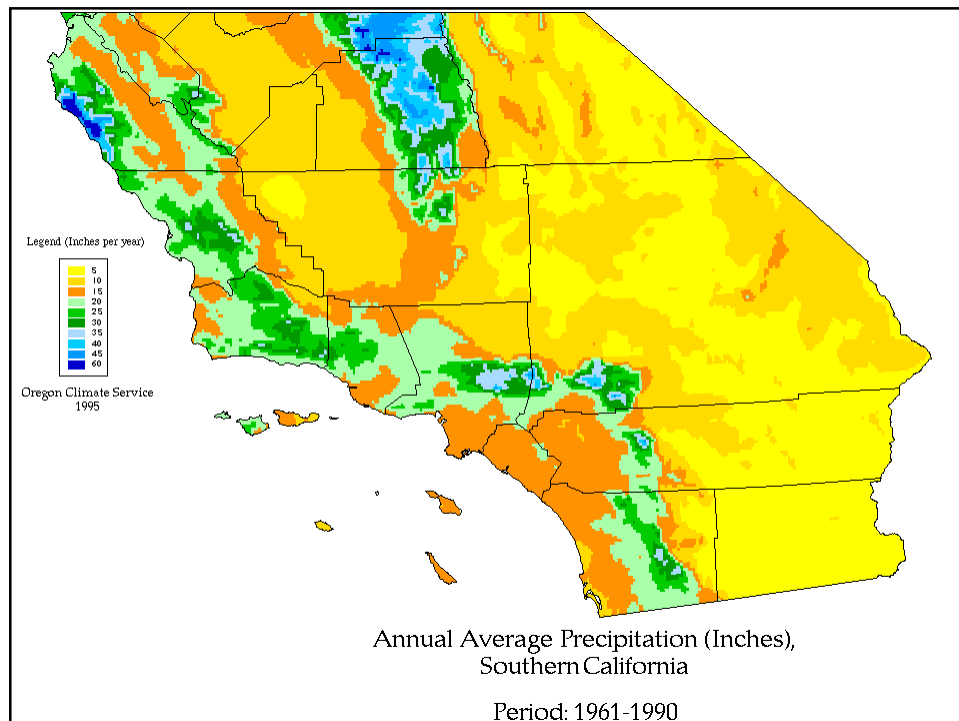 Legend (Inches per year)
5
10
15
20
25
30
35
40
45
60
Oregon Climate Service
1995
Annual Average Precipitation (Inches),
Southern California
Period: 1961-1990